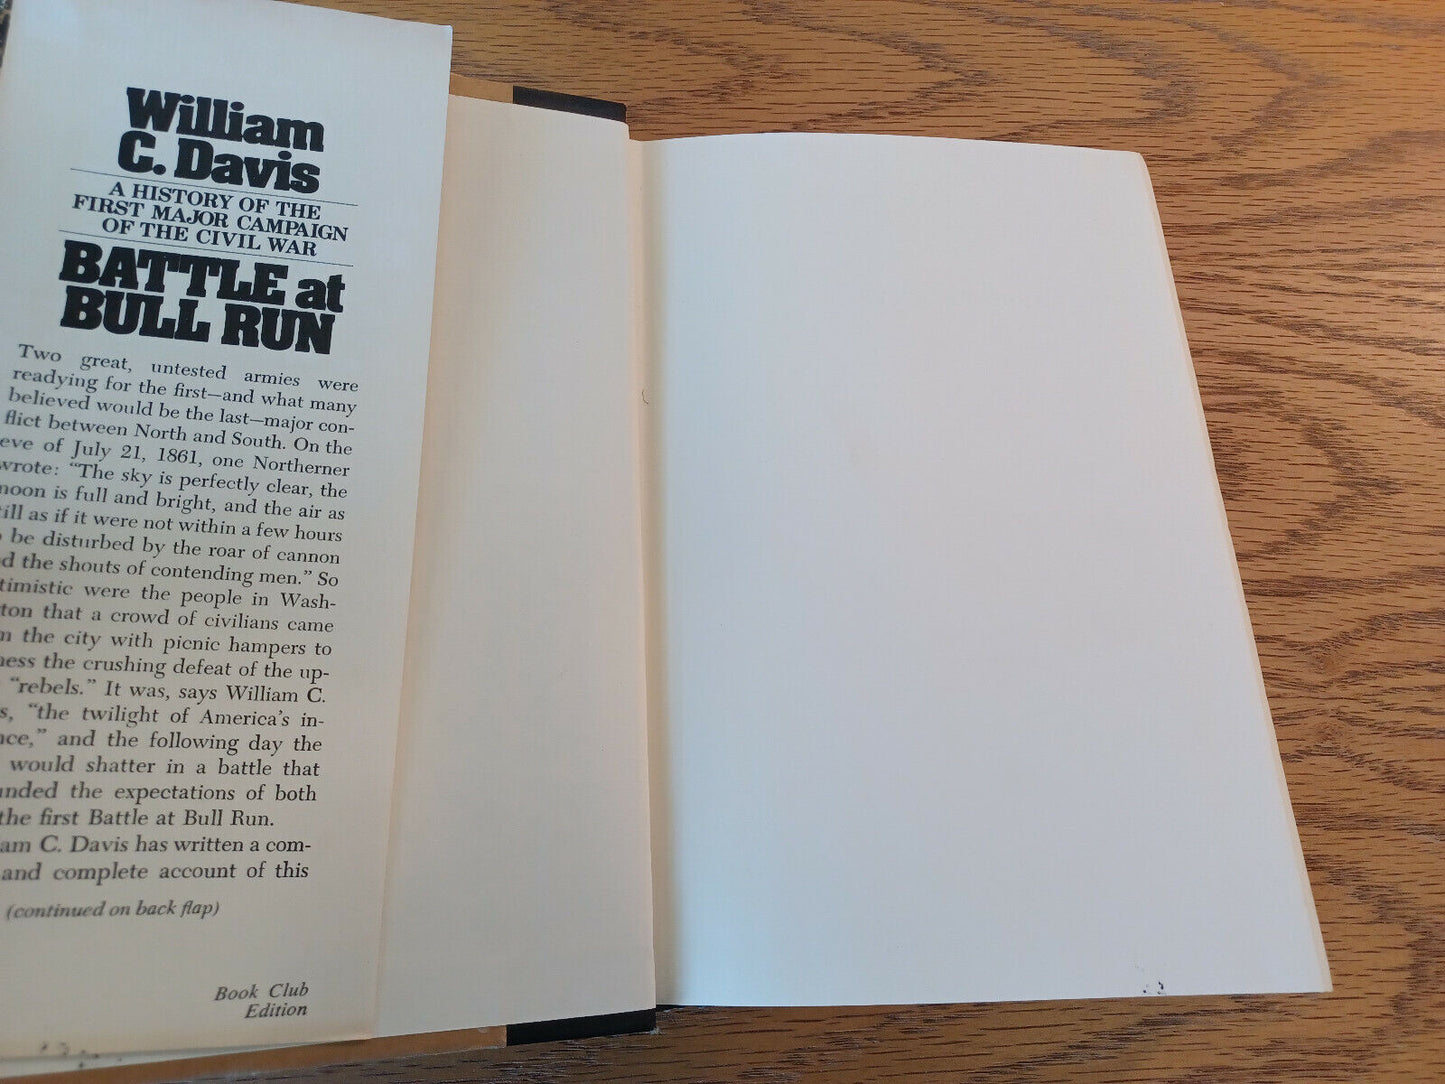 William
C. Davis
A HISTORY OF THE
FIRST MAJOR CAMPAIGN
OF THE CIVIL WAR
BATTLE at
BULL RUN
Two great, untested armies were
readying for the first—and what many
believed would be the last—major con-
flict between North and South. On the
eve of July 21, 1861, one Northerner
wrote: “The sky is perfectly clear, the
moon is full and bright, and the air as
till as if it were not within a few hours
be disturbed by the roar of cannon
d the shouts of contending men.” So
timistic were the people in Wash-
ton that a crowd of civilians came
m the city with picnic hampers to
ness the crushing defeat of the up-
“rebels.” It was, says William C.
s, “the twilight of America’s in-
nce,” and the following day the
would shatter in a battle that
unded the expectations of both
the first Battle at Bull Run.
am C. Davis has written a com-
and complete account of this
(continued on back flap)
Book Club
Edition